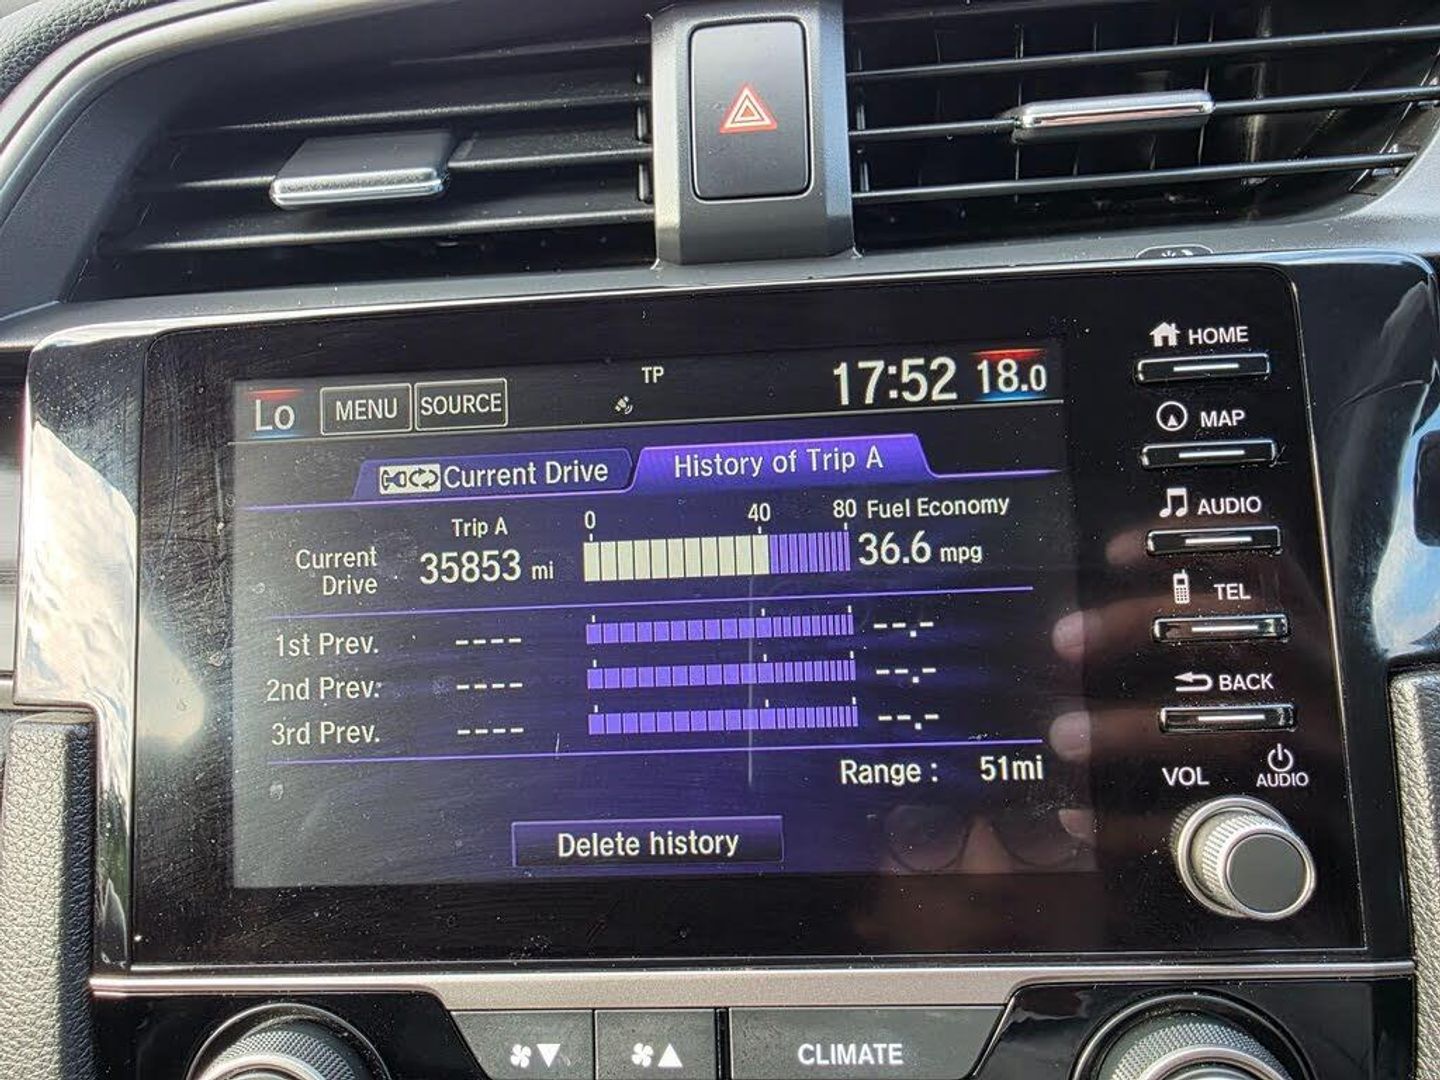 HOME
MAP
AUDIO
TEL
BACK
VOL
AUDIO
Lo
MENU
SOURCE
TP
17:52
18.0
Current Drive
History of Trip A
Trip A
0
40
80
Fuel Economy
Current
Drive
35853 mi
36.6 mpg
1st Prev.
----
--.-
2nd Prev.
----
--.-
3rd Prev.
----
--.-
Range : 51mi
Delete history
CLIMATE